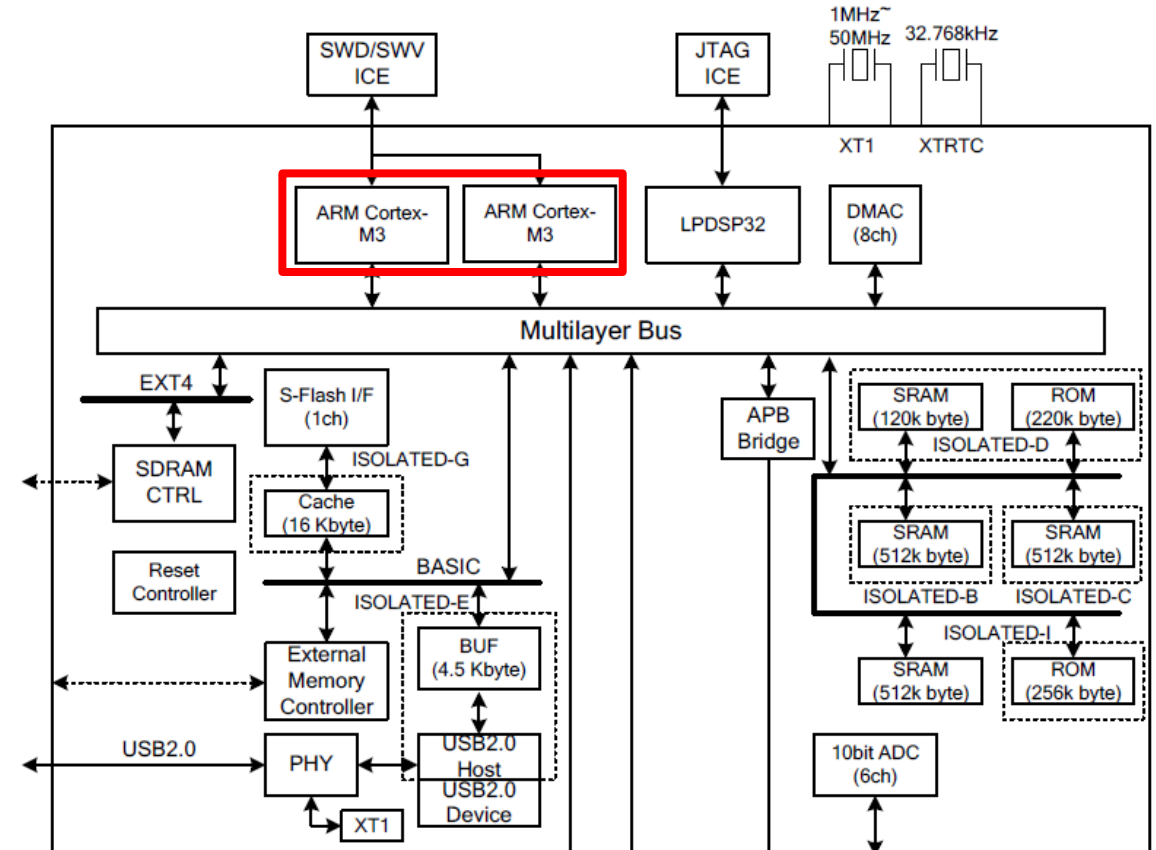 1MHz~
50MHz
32.768kHz
SWD/SWV
ICE
JTAG
ICE
XT1
XTRTC
ARM Cortex-
M3
ARM Cortex-
M3
LPDSP32
DMAC
(8ch)
Multilayer Bus
EXT4
S-Flash I/F
(1ch)
ISOLATED-G
SDRAM
CTRL
Cache
(16 Kbyte)
Reset
Controller
BASIC
ISOLATED-E
BUF
(4.5 Kbyte)
External
Memory
Controller
USB2.0
PHY
USB2.0
Host
USB2.0
Device
XT1
APB
Bridge
SRAM
(120k byte)
ROM
(220k byte)
ISOLATED-D
SRAM
(512k byte)
SRAM
(512k byte)
ISOLATED-B
ISOLATED-C
ISOLATED-I
SRAM
(512k byte)
ROM
(256k byte)
10bit ADC
(6ch)